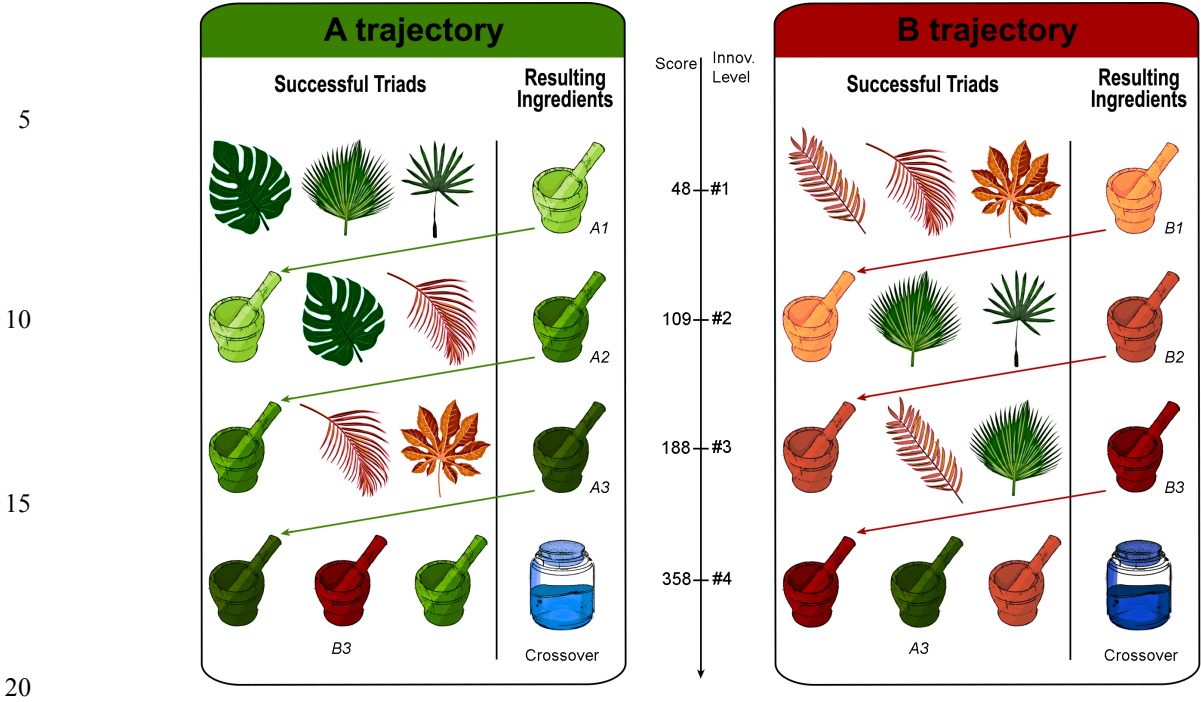 A trajectory
Successful Triads
Resulting
Ingredients
5
A1
A2
10
A3
15
B3
Crossover
20
Score
Innov.
Level
48 #1
109 #2
188 #3
358 #4
B trajectory
Successful Triads
Resulting
Ingredients
B1
B2
B3
A3
Crossover